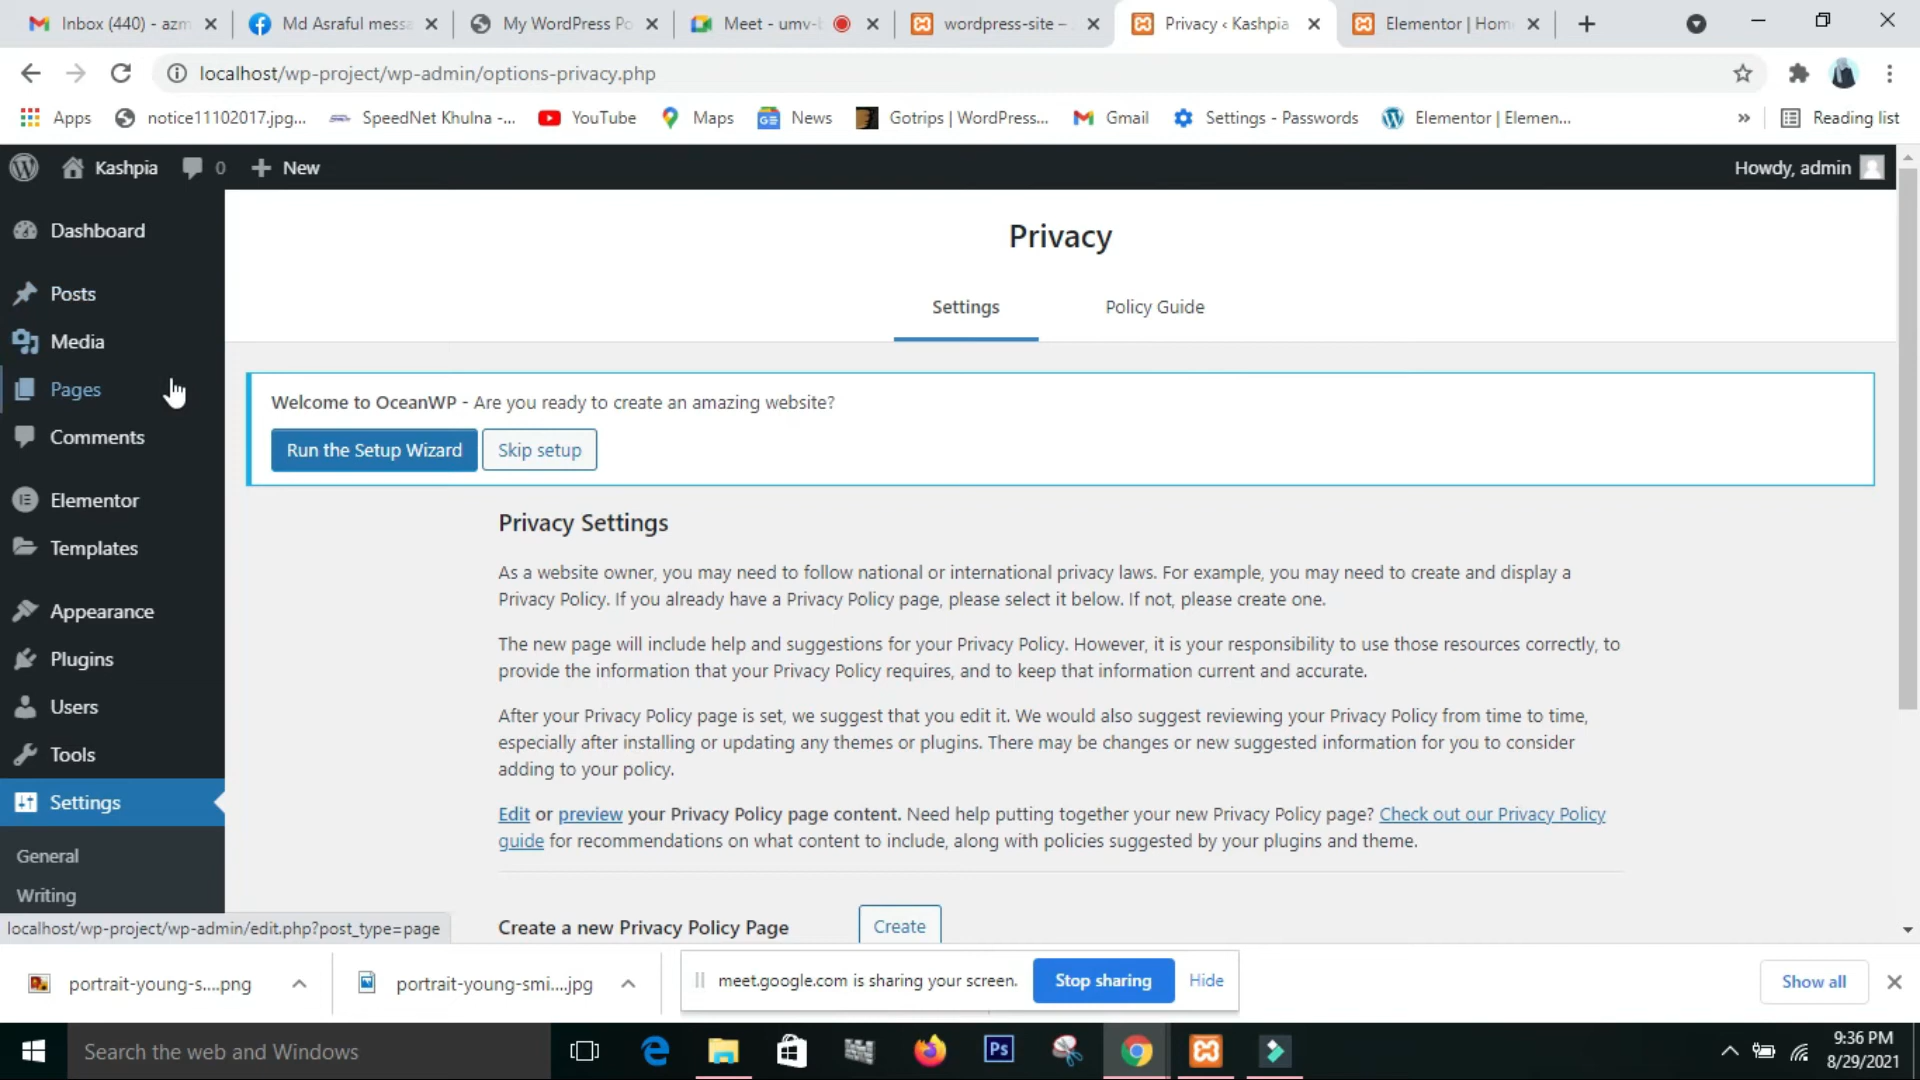 Inbox (440) - azm
Md Asraful messa
My WordPress Po
Meet - umv-
wordpress-site -
Privacy ‹ Kashpia
Elementor | Hom
localhost/wp-project/wp-admin/options-privacy.php
Apps
notice11102017.jpg...
SpeedNet Khulna -...
YouTube
Maps
News
Gotrips | WordPress...
Gmail
Settings - Passwords
Elementor | Elemen...
»
Reading list
Kashpia
0
New
Howdy, admin
Dashboard
Posts
Media
Pages
Comments
Elementor
Templates
Appearance
Plugins
Users
Tools
Settings
General
Writing
localhost/wp-project/wp-admin/edit.php?post_type=page
Privacy
Settings
Policy Guide
Welcome to OceanWP - Are you ready to create an amazing website?
Run the Setup Wizard
Skip setup
Privacy Settings
As a website owner, you may need to follow national or international privacy laws. For example, you may need to create and display a
Privacy Policy. If you already have a Privacy Policy page, please select it below. If not, please create one.
The new page will include help and suggestions for your Privacy Policy. However, it is your responsibility to use those resources correctly, to
provide the information that your Privacy Policy requires, and to keep that information current and accurate.
After your Privacy Policy page is set, we suggest that you edit it. We would also suggest reviewing your Privacy Policy from time to time,
especially after installing or updating any themes or plugins. There may be changes or new suggested information for you to consider
adding to your policy.
Edit or preview your Privacy Policy page content. Need help putting together your new Privacy Policy page? Check out our Privacy Policy
guide for recommendations on what content to include, along with policies suggested by your plugins and theme.
Create a new Privacy Policy Page
Create
portrait-young-s....png
portrait-young-smi....jpg
meet.google.com is sharing your screen.
Stop sharing
Hide
Show all
Search the web and Windows
Ps
9:36 PM
8/29/2021